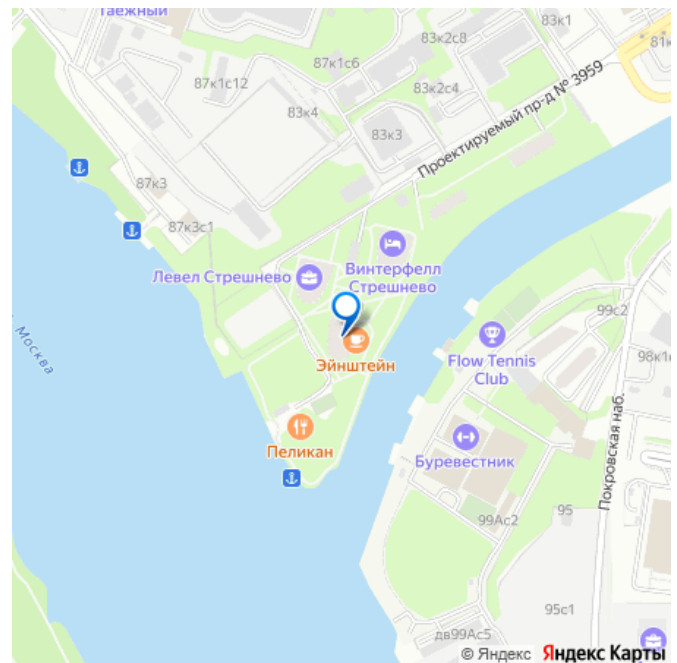 Таёжный
83к1
83к2с8
81к
87к1с6
87к1с12
83к2с4
83к4
Проектируемый пр-д № 3959
83к3
87к3
87к3с1
Винтерфелл
Стрешнево
Левел Стрешнево
99с2
Москва
Flow Tennis
Club
98к1
Эйнштейн
Пеликан
Буревестник
Покровская наб.
99Ас2
95
95с1
дв99Ас5
© Яндекс Яндекс Карты